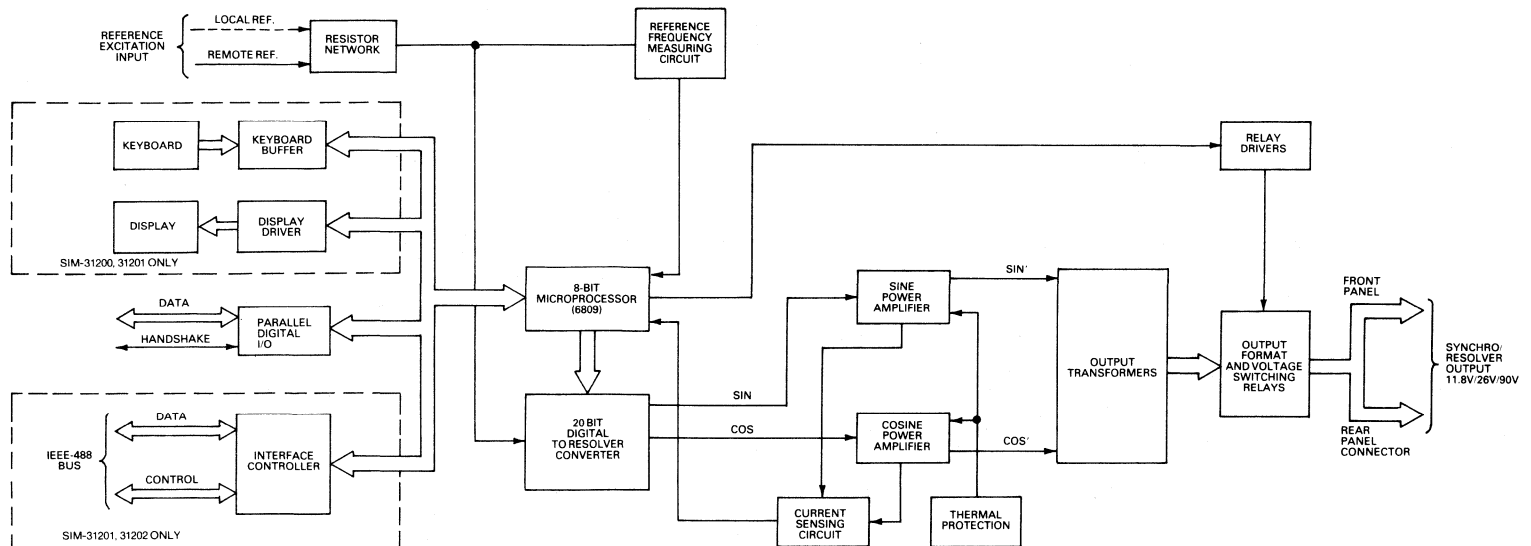 REFERENCE
EXCITATION
INPUT
LOCAL REF.
REMOTE REF.
RESISTOR
NETWORK
REFERENCE
FREQUENCY
MEASURING
CIRCUIT
KEYBOARD
KEYBOARD
BUFFER
DISPLAY
DISPLAY
DRIVER
SIM-31200, 31201 ONLY
RELAY
DRIVERS
DATA
HANDSHAKE
PARALLEL
DIGITAL
I/O
8-BIT
MICROPROCESSOR
(6809)
SINE
POWER
AMPLIFIER
SIN'
OUTPUT
TRANSFORMERS
OUTPUT
FORMAT
AND VOLTAGE
SWITCHING
RELAYS
FRONT
PANEL
REAR
PANEL
CONNECTOR
SYNCHRO/
RESOLVER
OUTPUT
11.8V/26V/90V
IEEE-488
BUS
DATA
CONTROL
INTERFACE
CONTROLLER
SIM-31201, 31202 ONLY
20 BIT
DIGITAL
TO RESOLVER
CONVERTER
SIN
COS
COSINE
POWER
AMPLIFIER
COS'
CURRENT
SENSING
CIRCUIT
THERMAL
PROTECTION